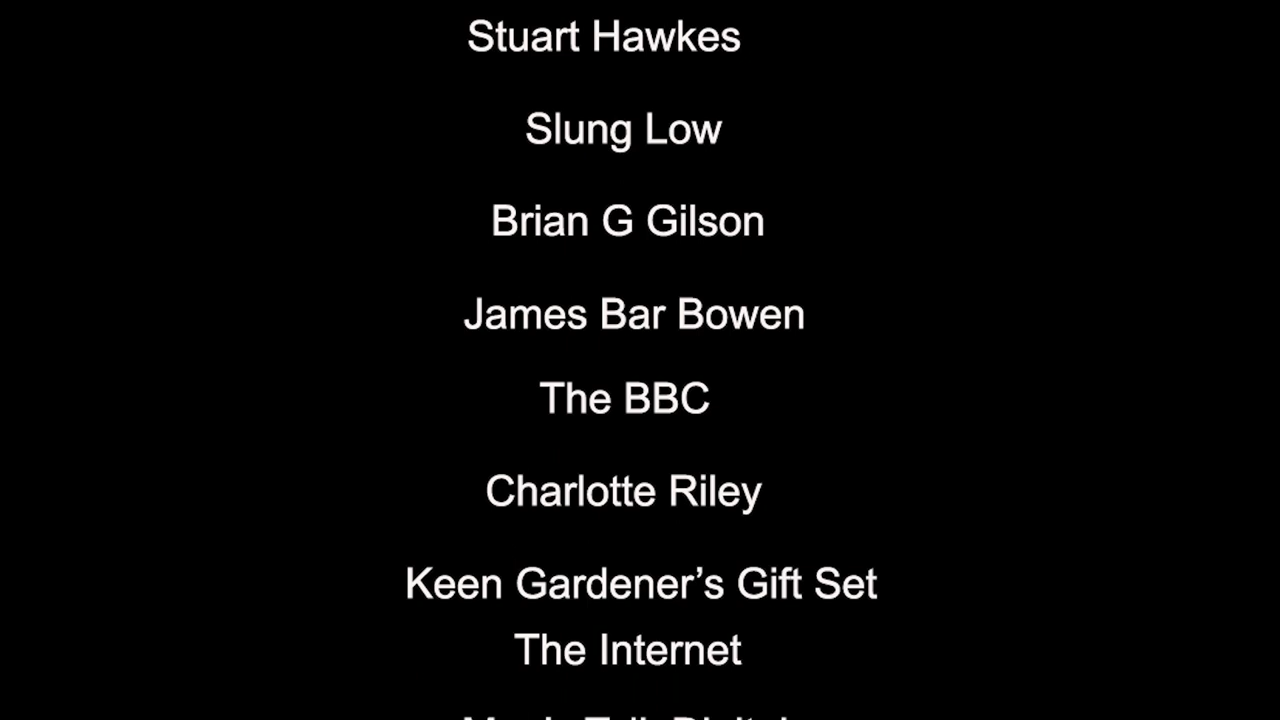 Stuart Hawkes
Slung Low
Brian G Gilson
James Bar Bowen
The BBC
Charlotte Riley
Keen Gardener’s Gift Set
The Internet